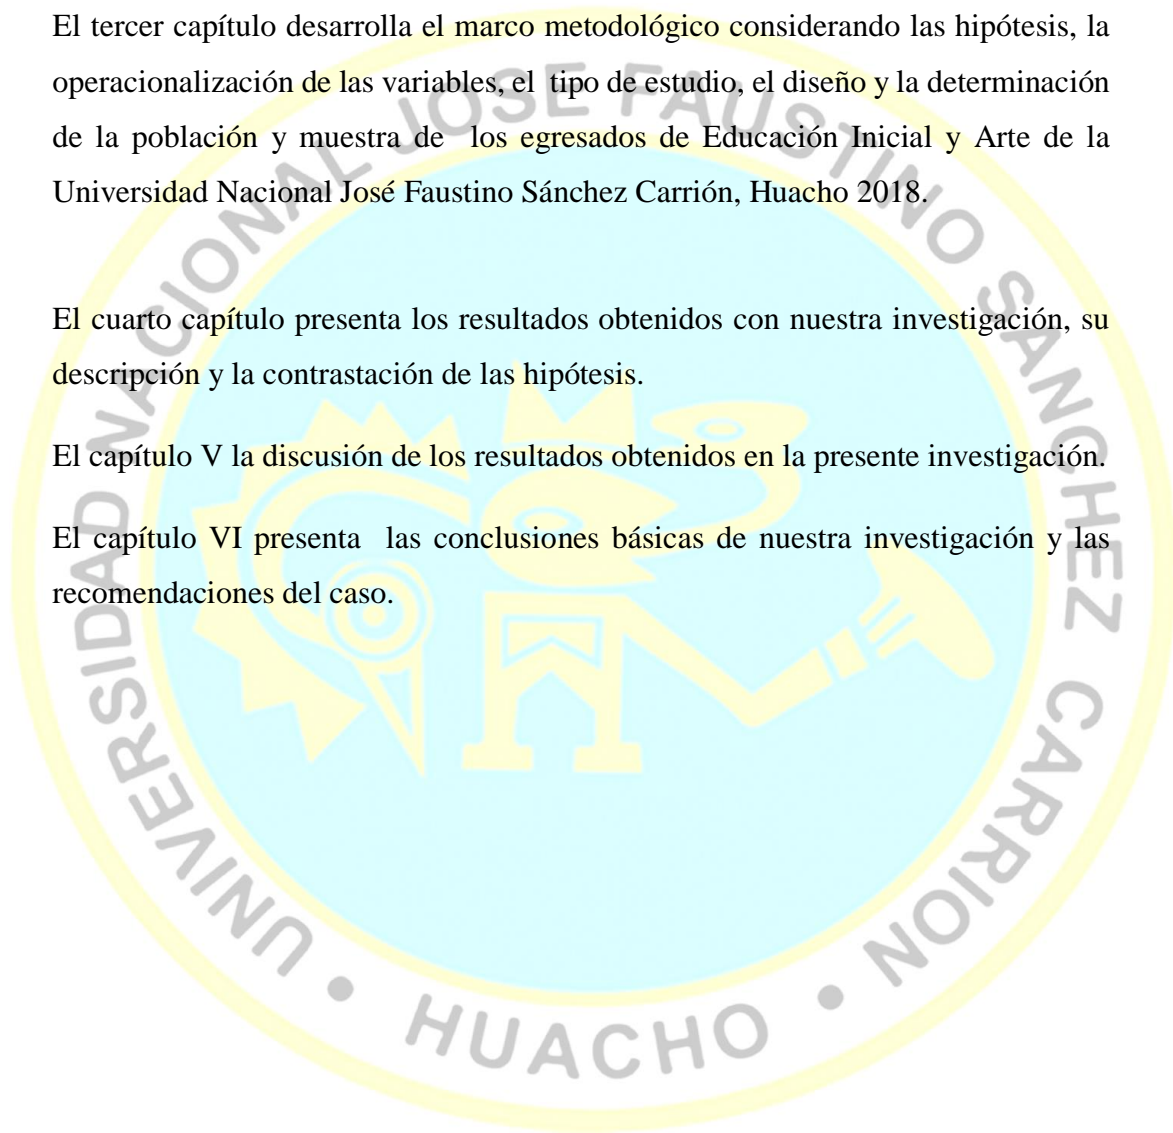 El tercer capítulo desarrolla el marco metodológico considerando las hipótesis, la
operacionalización de las variables, el tipo de estudio, el diseño y la determinación
de la población y muestra de los egresados de Educación Inicial y Arte de la
Universidad Nacional José Faustino Sánchez Carrión, Huacho 2018.
El cuarto capítulo presenta los resultados obtenidos con nuestra investigación, su
descripción y la contrastación de las hipótesis.
El capítulo V la discusión de los resultados obtenidos en la presente investigación.
El capítulo VI presenta las conclusiones básicas de nuestra investigación y las
recomendaciones del caso.
UNIVERSIDAD NACIONAL JOSE FAUSTINO SANCHEZ CARRION • HUACHO •